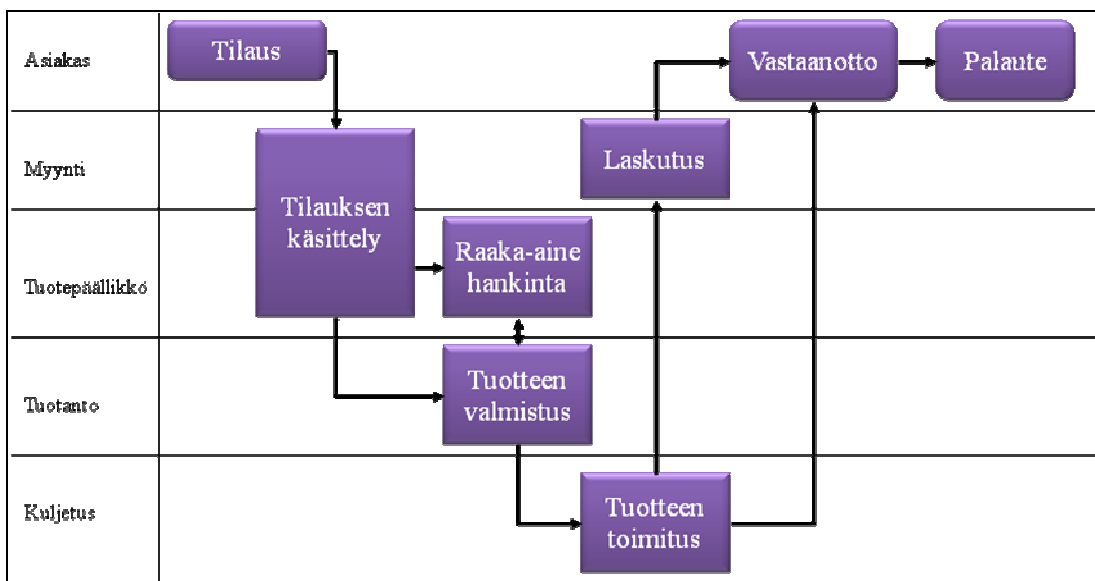 Asiakas
Tilaus
Vastaanotto
Palaute
Myynti
Tilauksen
käsittely
Laskutus
Tuotepäällikkö
Raaka-aine
hankinta
Tuotanto
Tuotteen
valmistus
Kuljetus
Tuotteen
toimitus